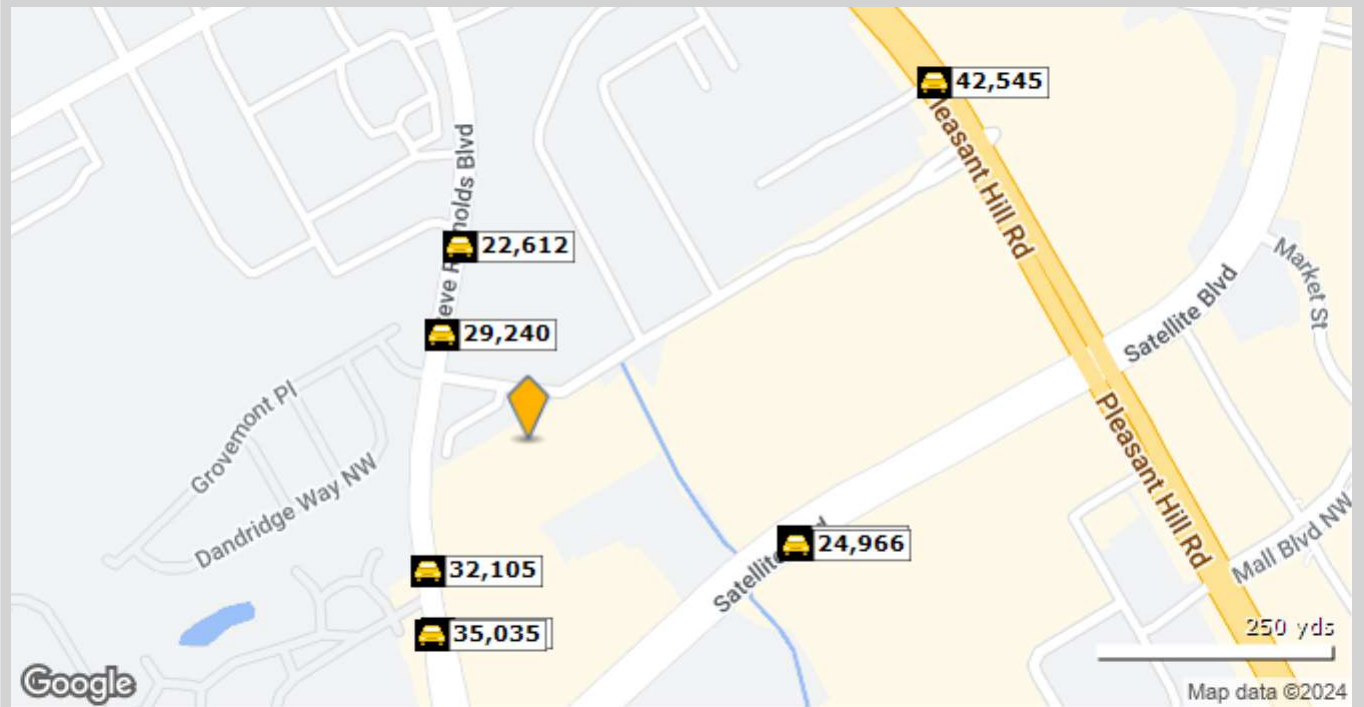 42,545
Pleasant Hill Rd
22,612
29,240
Satellite Blvd
Market St
Grovemont Pl
Dandridge Way NW
Pleasant Hill Rd
24,966
32,105
Mall Blvd NW
35,035
250 yds
Google
Map data ©2024